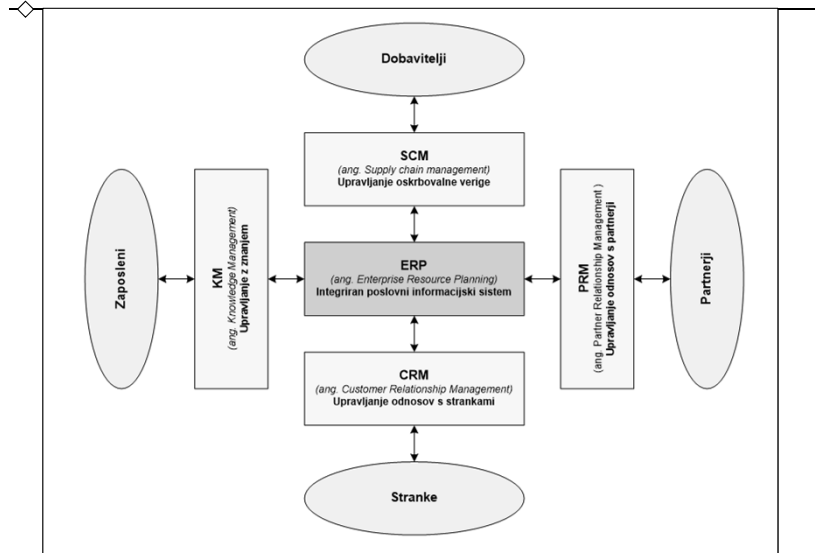 Dobavitelji
SCM
(ang. Supply chain management)
Upravljanje oskrbovalne verige
Zaposleni
KM
(ang. Knowledge Management)
Upravljanje z znanjem
ERP
(ang. Enterprise Resource Planning)
Integriran poslovni informacijski sistem
PRM
(ang. Partner Relationship Management )
Upravljanje odnosov s partnerji
Partnerji
CRM
(ang. Customer Relationship Management)
Upravljanje odnosov s strankami
Stranke